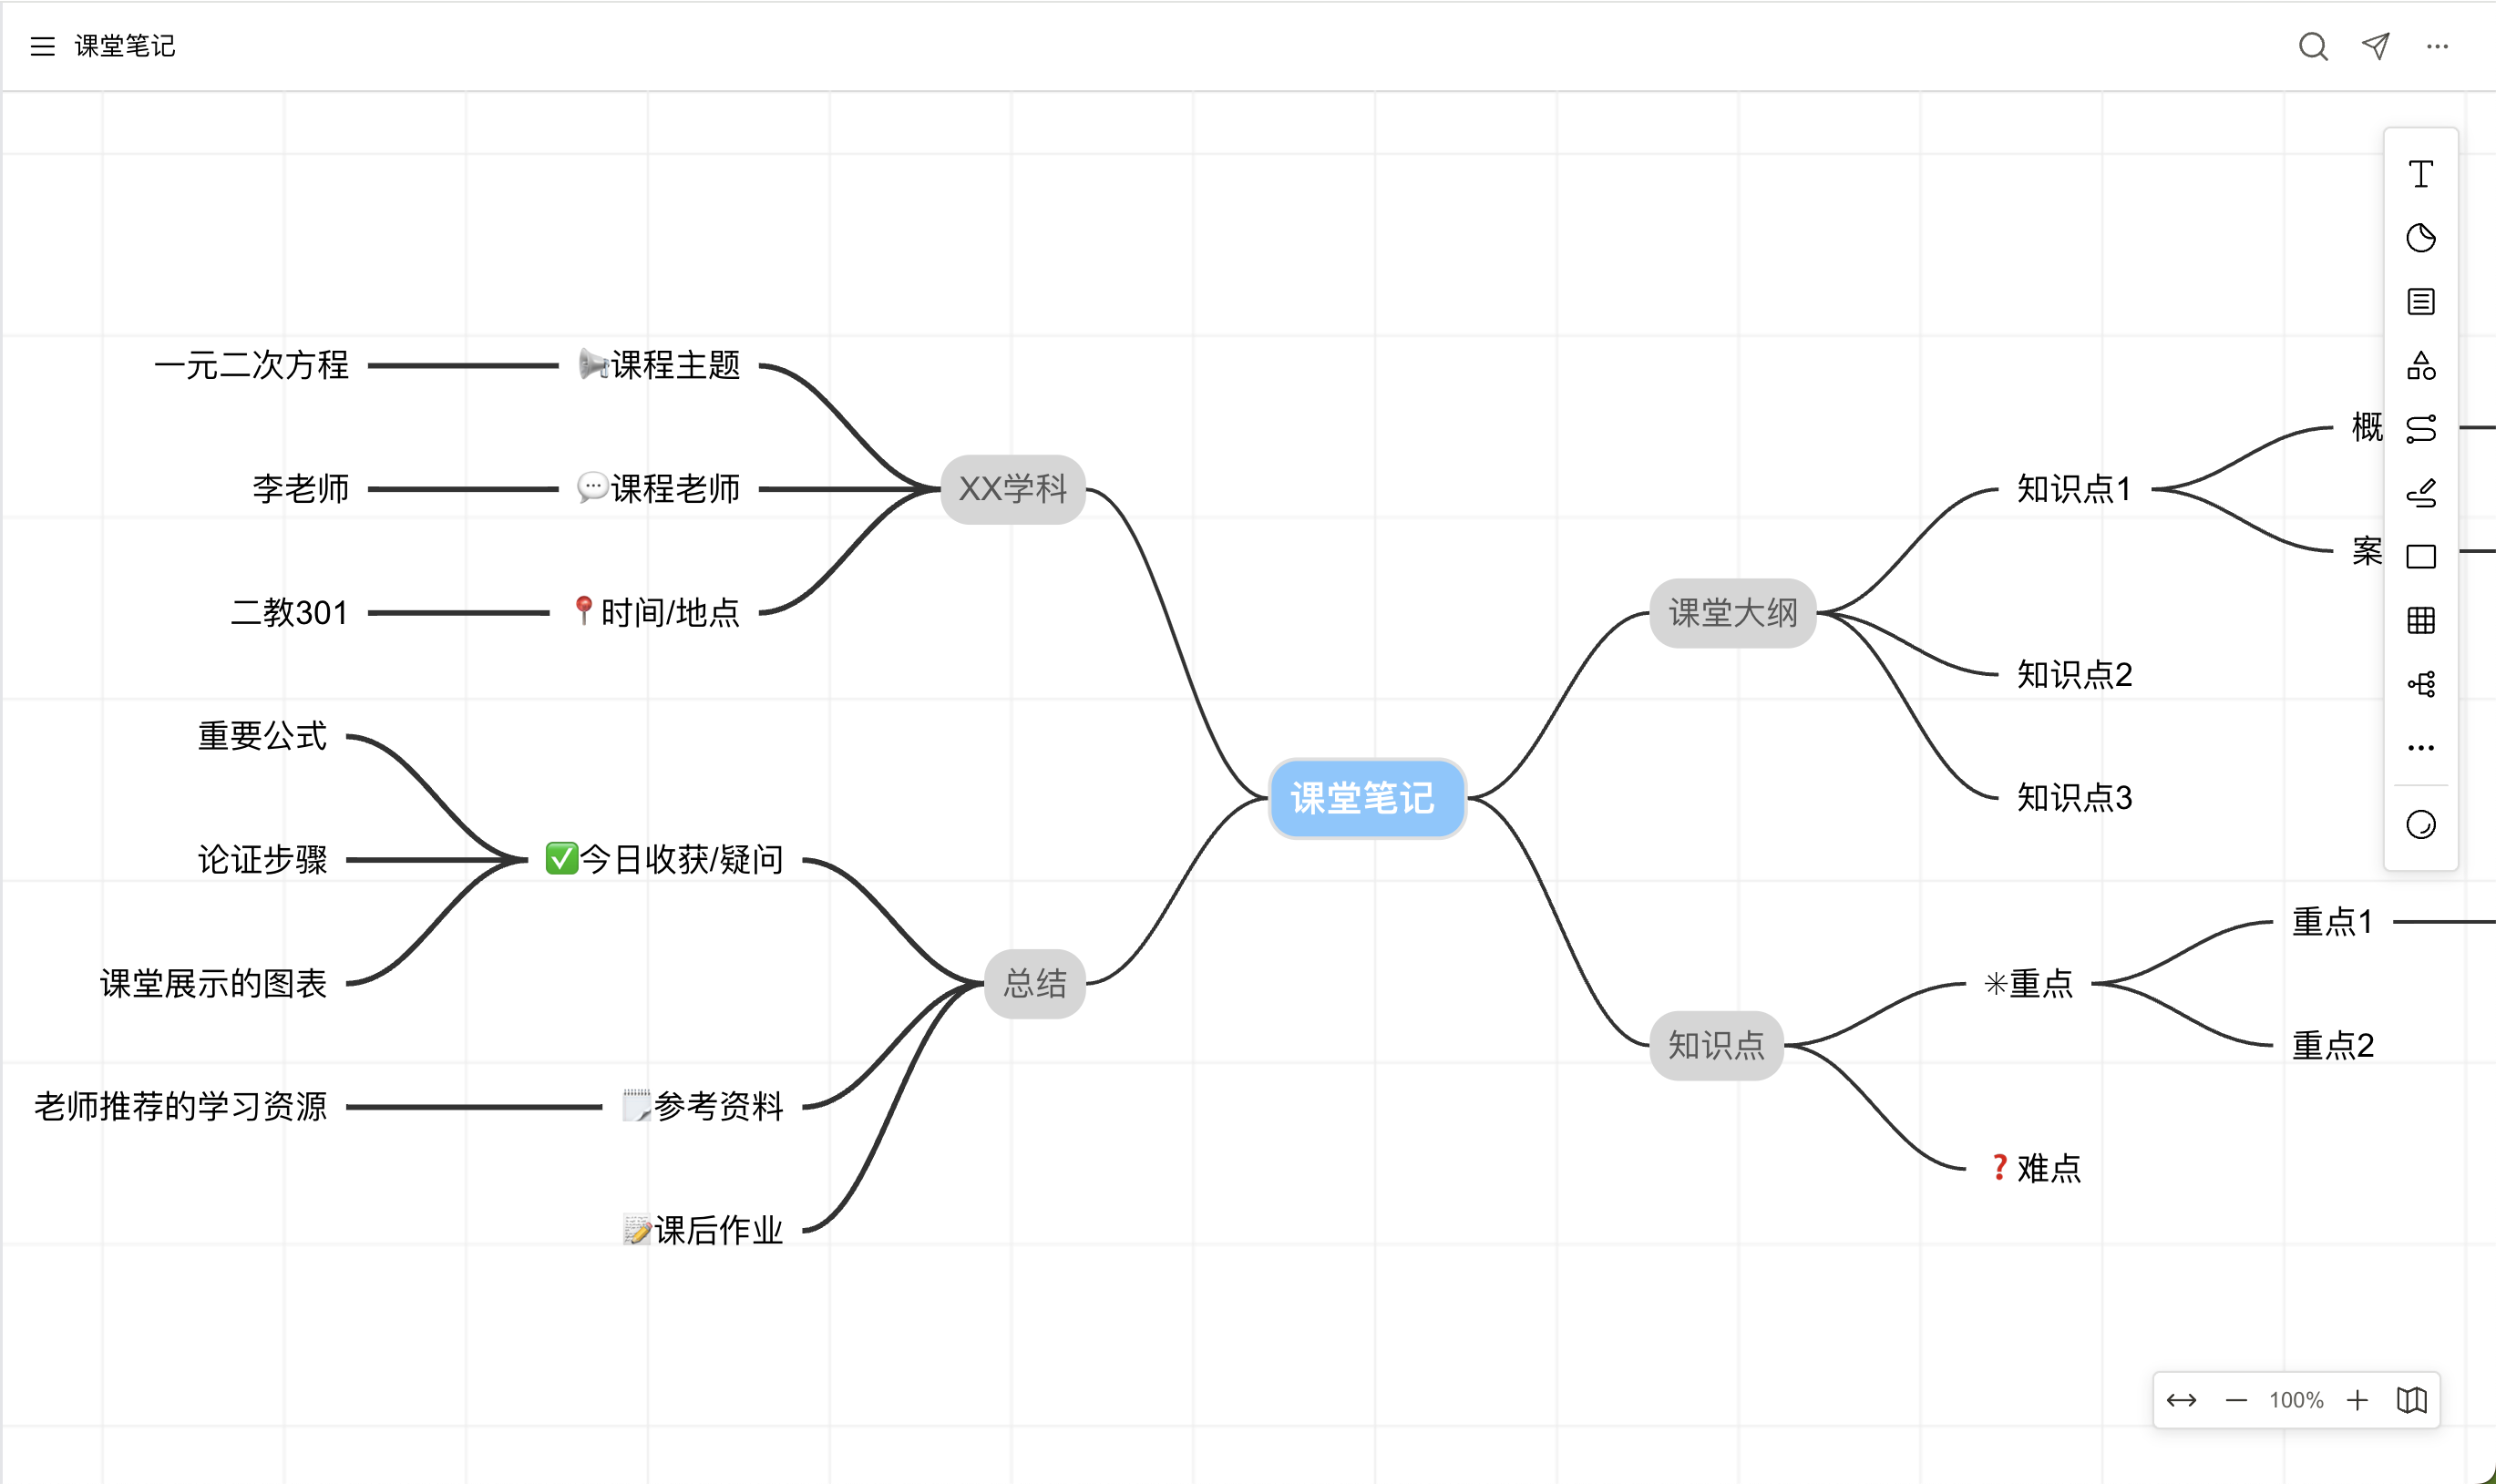 课堂笔记
一元二次方程
📢课程主题
李老师
💬课程老师
二教301
📍时间/地点
XX学科
重要公式
论证步骤
课堂展示的图表
✅今日收获/疑问
老师推荐的学习资源
🗒️参考资料
📝课后作业
总结
课堂笔记
课堂大纲
知识点1
概
案
知识点2
知识点3
知识点
✳重点
重点1
重点2
❓难点
100%